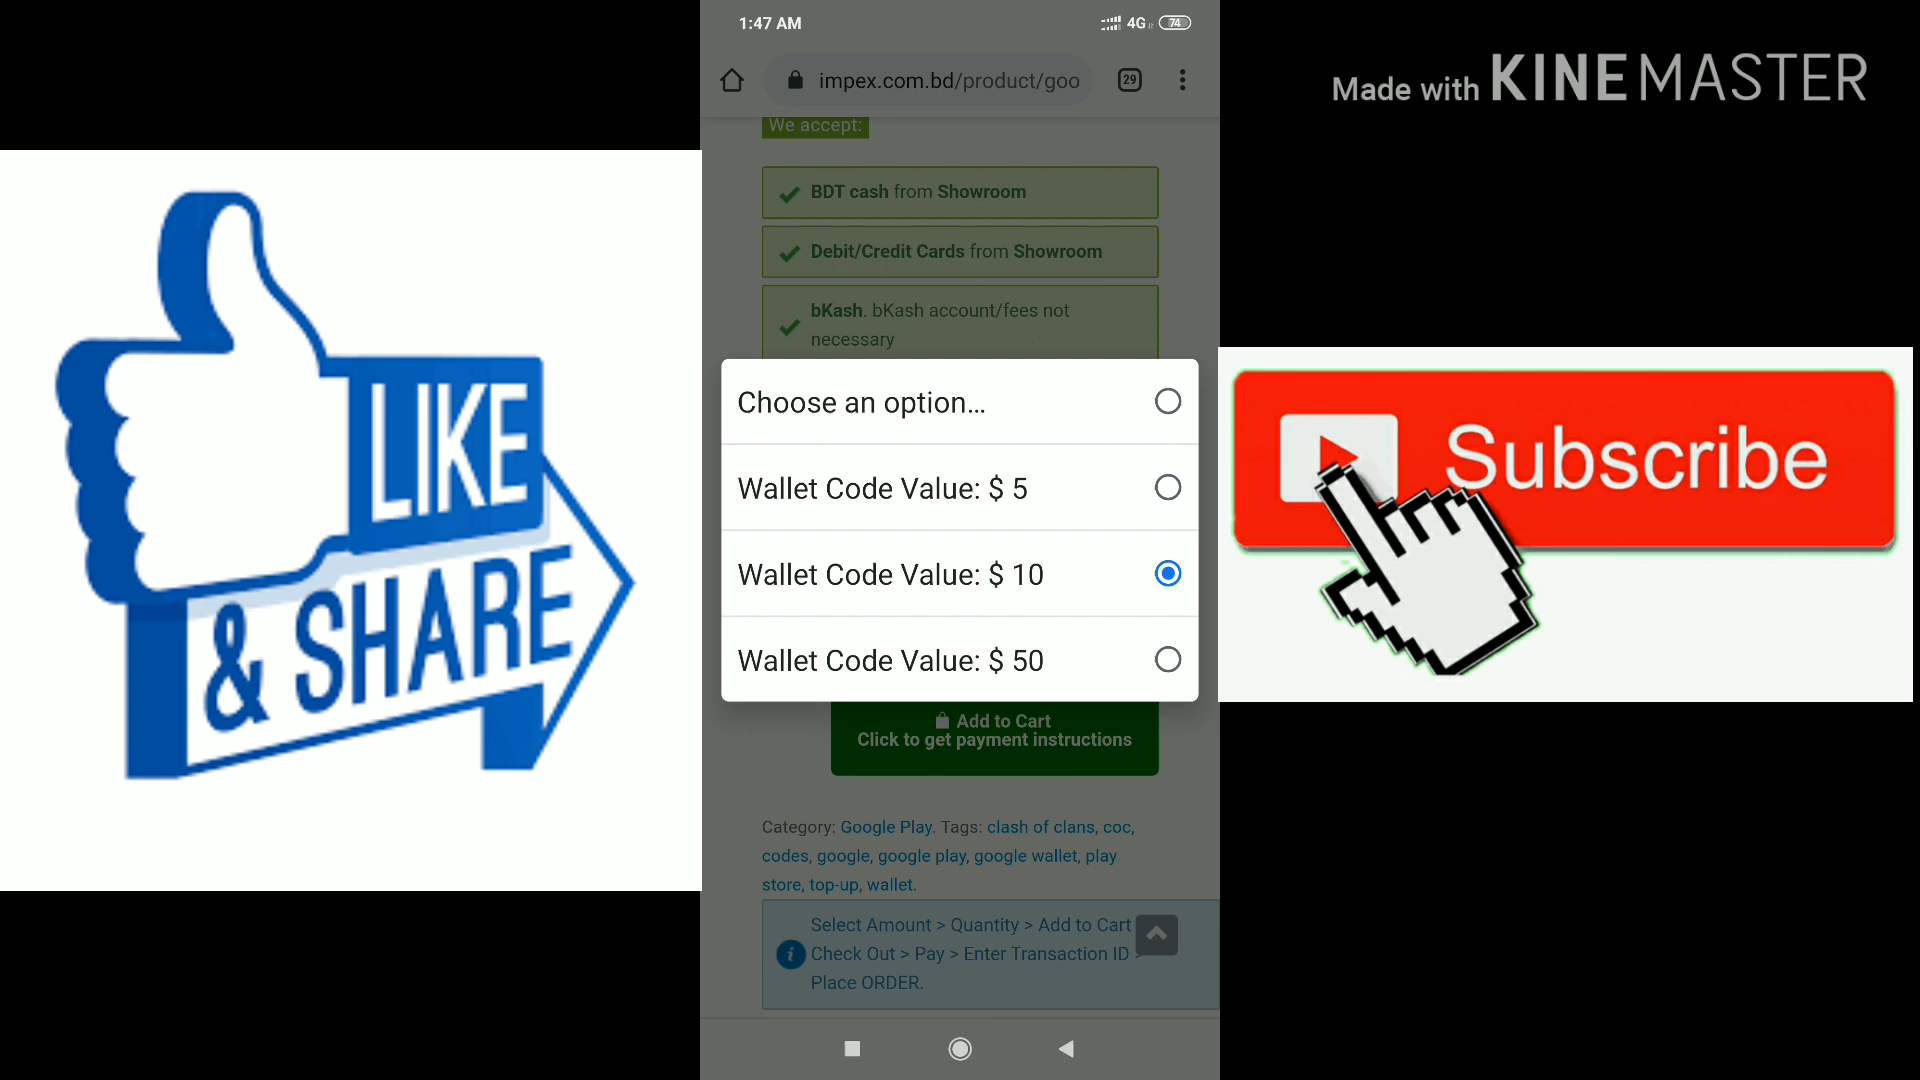 1:47 AM
4G
74
impex.com.bd/product/goo
29
Made with KINEMASTER
We accept:
BDT cash from Showroom
Debit/Credit Cards from Showroom
bKash. bKash account/fees not
necessary
Choose an option...
Wallet Code Value: $ 5
Wallet Code Value: $ 10
Wallet Code Value: $ 50
Add to Cart
Click to get payment instructions
Category: Google Play. Tags: clash of clans, coc,
codes, google, google play, google wallet, play
store, top-up, wallet.
Select Amount > Quantity > Add to Cart
Check Out > Pay > Enter Transaction ID >
Place ORDER.
LIKE
& SHARE
Subscribe